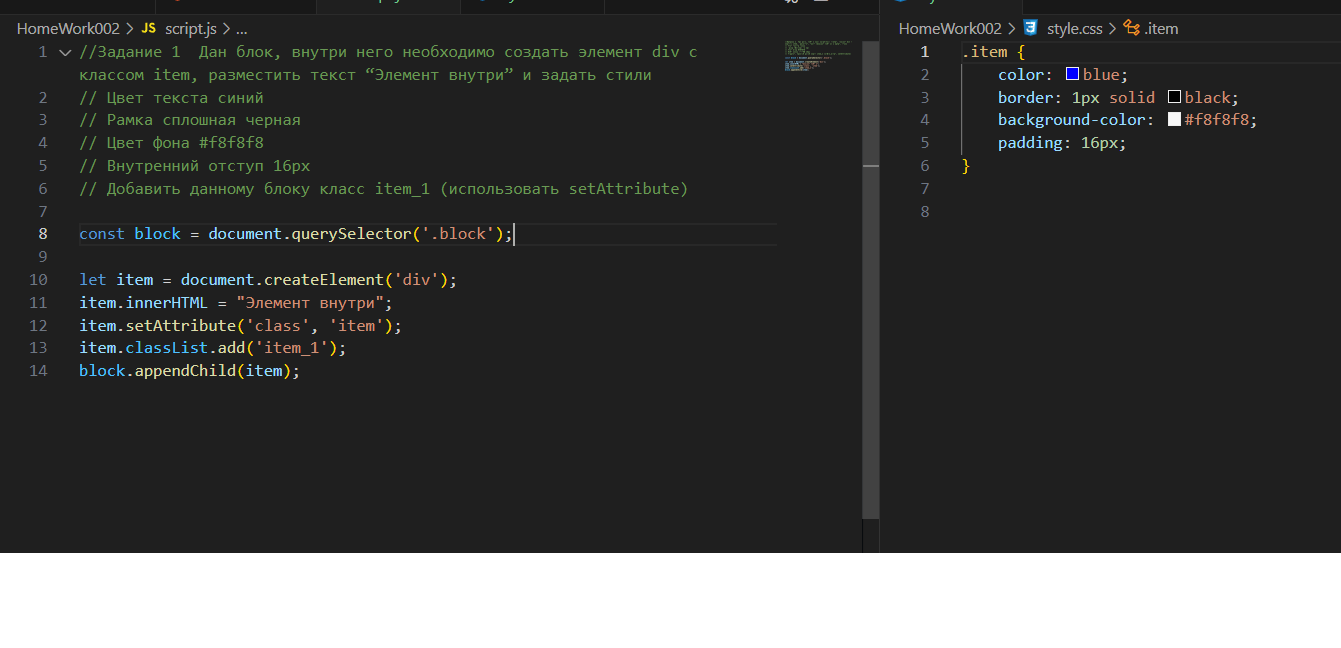 HomeWork002 > JS script.js > ...
1 //Задание 1  Дан блок, внутри него необходимо создать элемент div с
классом item, разместить текст “Элемент внутри” и задать стили
2 // Цвет текста синий
3 // Рамка сплошная черная
4 // Цвет фона #f8f8f8
5 // Внутренний отступ 16px
6 // Добавить данному блоку класс item_1 (использовать setAttribute)
7
8 const block = document.querySelector('.block');
9
10 let item = document.createElement('div');
11 item.innerHTML = "Элемент внутри";
12 item.setAttribute('class', 'item');
13 item.classList.add('item_1');
14 block.appendChild(item);
HomeWork002 > style.css > .item
1 .item {
2 color: blue;
3 border: 1px solid black;
4 background-color: #f8f8f8;
5 padding: 16px;
6 }
7
8